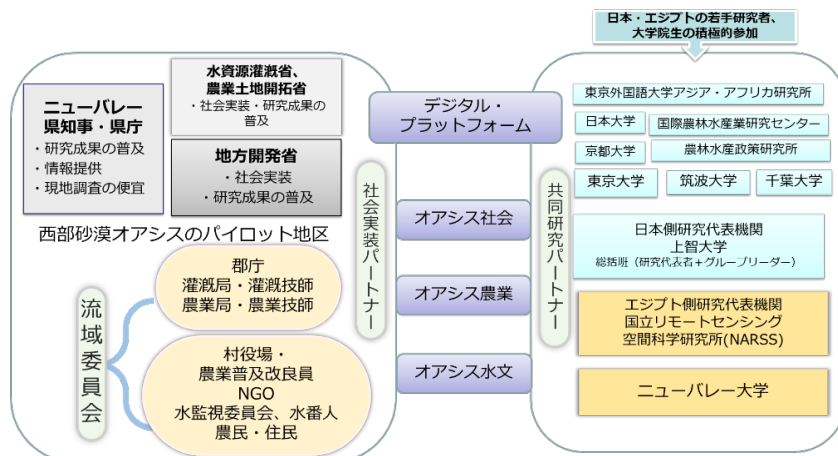 日本・エジプトの若手研究者、
大学院生の積極的参加
水資源灌漑省、
農業土地開拓省
・社会実装・研究成果の
普及
ニューバレー
県知事・県庁
・研究成果の普及
・情報提供
・現地調査の便宜
地方開発省
・社会実装
・研究成果の普及
西部砂漠オアシスのパイロット地区
流域委員会
郡庁
灌漑局・灌漑技師
農業局・農業技師
村役場・
農業普及改良員
NGO
水監視委員会、水番人
農民・住民
社会実装パートナー
デジタル・
プラットフォーム
オアシス社会
オアシス農業
オアシス水文
共同研究パートナー
東京外国語大学アジア・アフリカ研究所
日本大学
国際農林水産業研究センター
京都大学
農林水産政策研究所
東京大学
筑波大学
千葉大学
日本側研究代表機関
上智大学
総括班（研究代表者＋グループリーダー）
エジプト側研究代表機関
国立リモートセンシング
空間科学研究所(NARSS)
ニューバレー大学